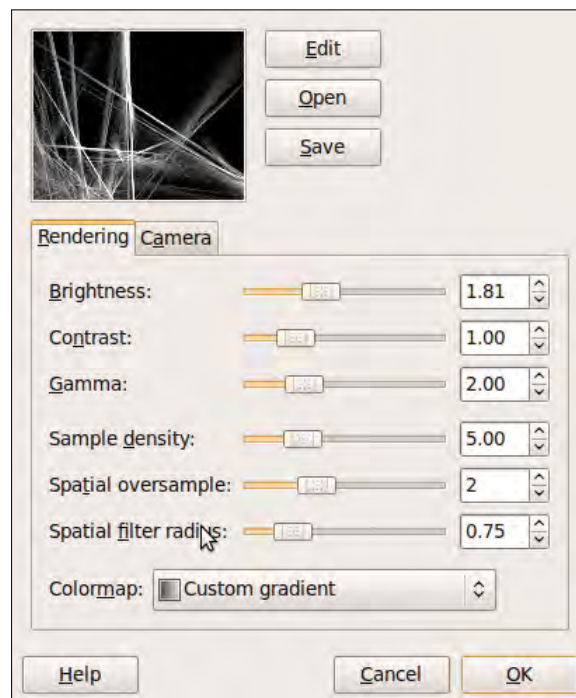 Edit
Open
Save
Rendering Camera
Brightness: 1.81
Contrast: 1.00
Gamma: 2.00
Sample density: 5.00
Spatial oversample: 2
Spatial filter radius: 0.75
Colormap: Custom gradient
Help Cancel OK